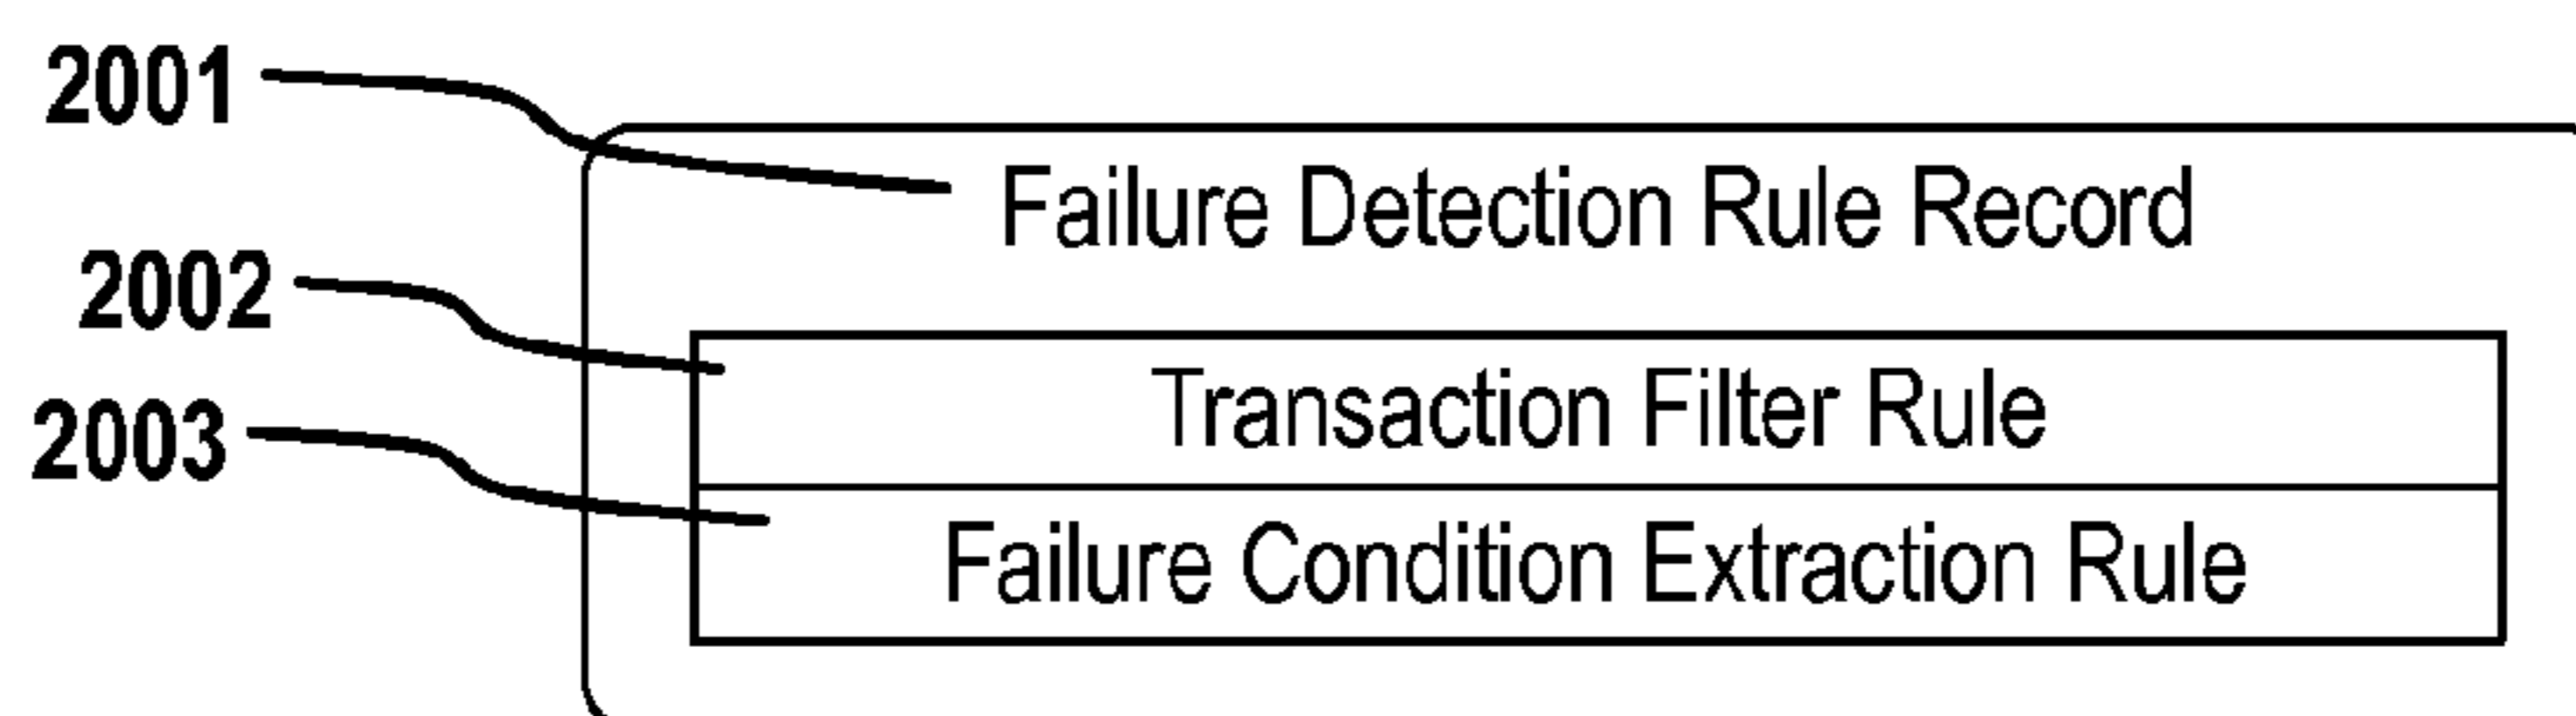 2001
Failure Detection Rule Record
2002
Transaction Filter Rule
2003
Failure Condition Extraction Rule